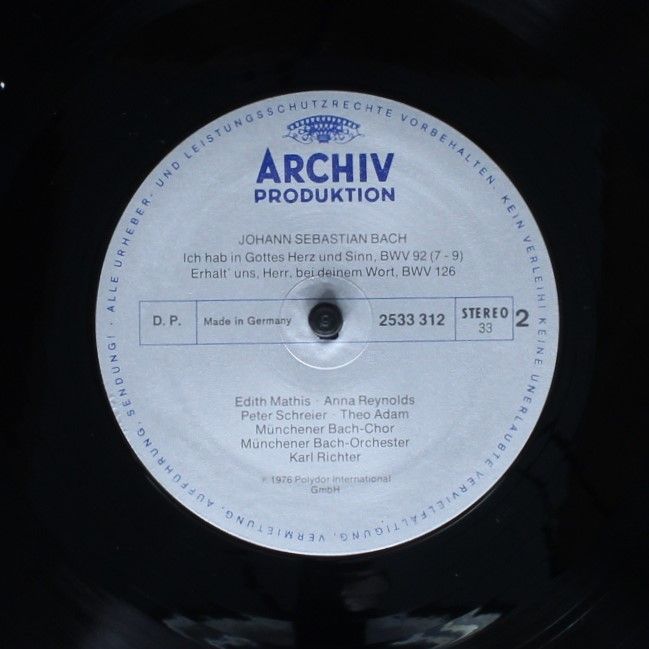 ALLE URHEBER- UND LEISTUNGSSCHUTZRECHTE VORBEHALTEN. KEIN VERLEIH! KEINE UNERLAUBTE VERVIELFÄLTIGUNG, VERMIETUNG, AUFFÜHRUNG, SENDUNG!
ARCHIV
PRODUKTION
JOHANN SEBASTIAN BACH
Ich hab in Gottes Herz und Sinn, BWV 92 (7 - 9)
Erhalt' uns, Herr, bei deinem Wort, BWV 126
D. P. Made in Germany 2533 312 STEREO 2
33
Edith Mathis · Anna Reynolds
Peter Schreier · Theo Adam
Münchener Bach-Chor
Münchener Bach-Orchester
Karl Richter
℗ 1976 Polydor International
GmbH